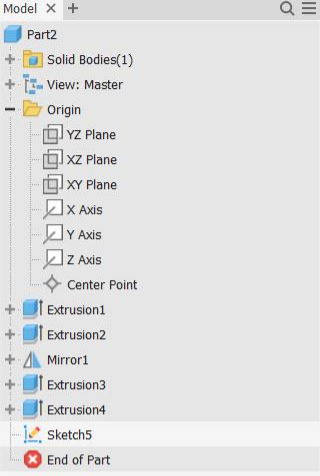 Model
Part2
Solid Bodies(1)
View: Master
Origin
YZ Plane
XZ Plane
XY Plane
X Axis
Y Axis
Z Axis
Center Point
Extrusion1
Extrusion2
Mirror1
Extrusion3
Extrusion4
Sketch5
End of Part